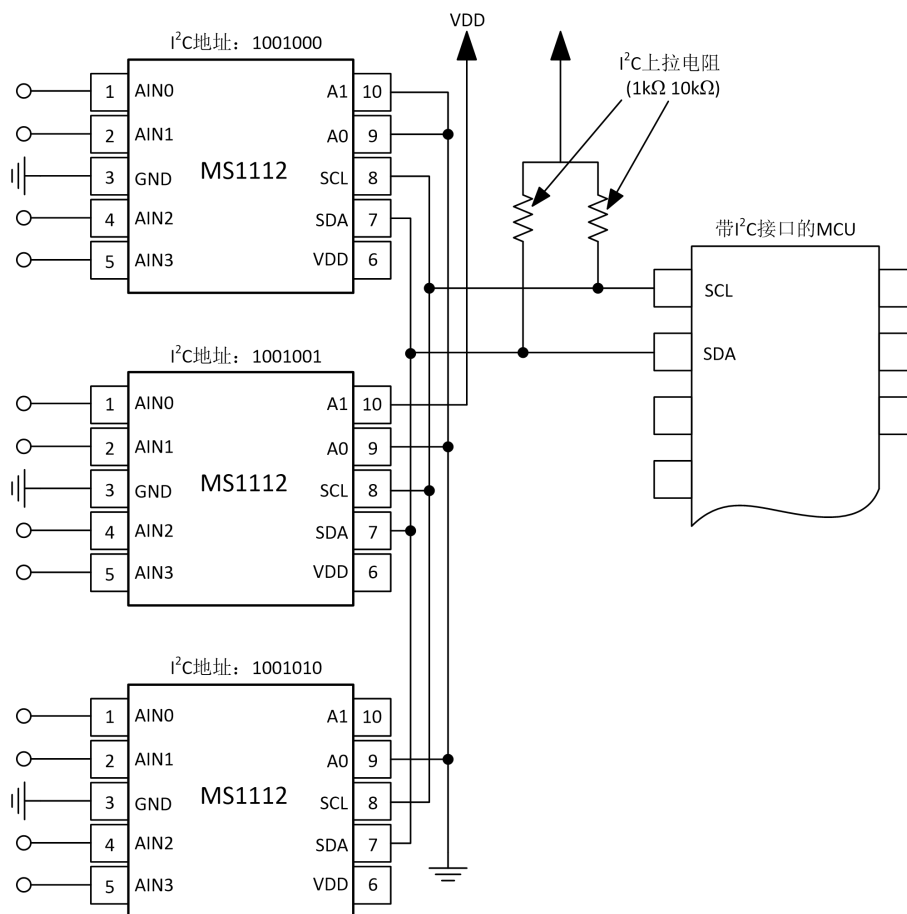 VDD
I²C地址：1001000
1 AIN0 A1 10
2 AIN1 A0 9
3 GND MS1112 SCL 8
4 AIN2 SDA 7
5 AIN3 VDD 6
I²C上拉电阻
(1kΩ 10kΩ)
带I²C接口的MCU
SCL
SDA
I²C地址：1001001
1 AIN0 A1 10
2 AIN1 A0 9
3 GND MS1112 SCL 8
4 AIN2 SDA 7
5 AIN3 VDD 6
I²C地址：1001010
1 AIN0 A1 10
2 AIN1 A0 9
3 GND MS1112 SCL 8
4 AIN2 SDA 7
5 AIN3 VDD 6